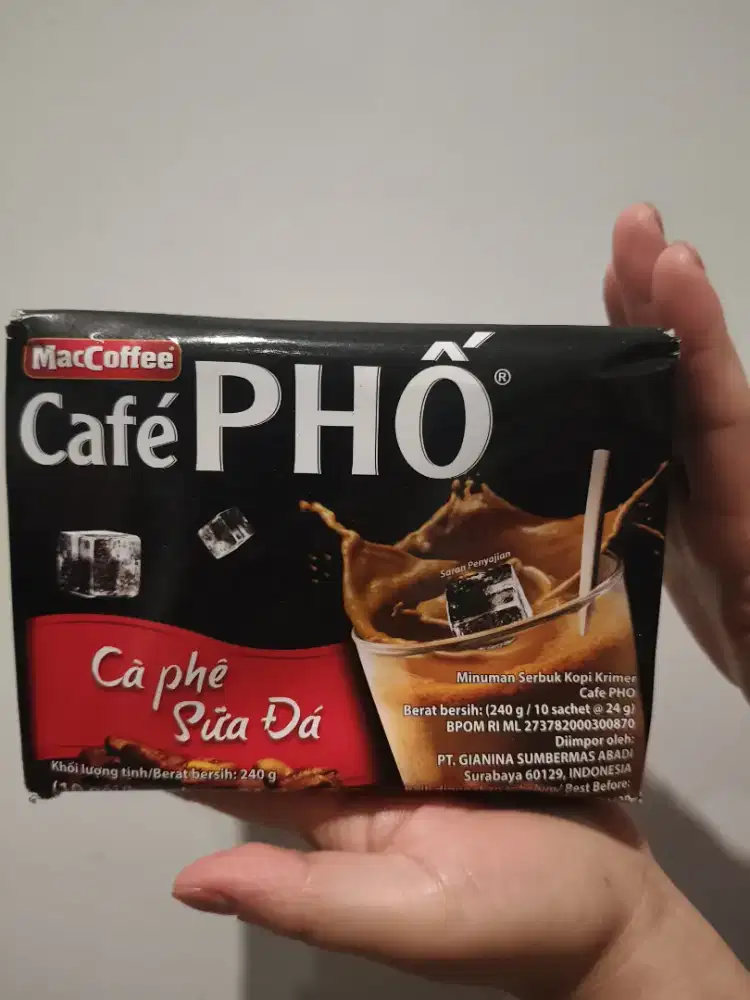 MacCoffee
Café PHỐ®
Saran Penyajian
Cà phê
Sữa Đá
Minuman Serbuk Kopi Krimer
Cafe PHO
Berat bersih: (240 g / 10 sachet @ 24 g)
BPOM RI ML 273782000300870
Diimpor oleh:
PT. GIANINA SUMBERMAS ABADI
Surabaya 60129, INDONESIA
Best Before:
Khối lượng tịnh/Berat bersih: 240 g